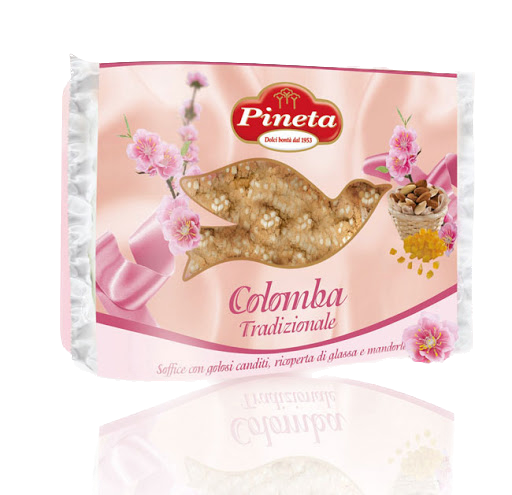 Pineta
Dolci bontà dal 1953
Colomba
Tradizionale
Soffice con golosi canditi, ricoperta di glassa e mandorle